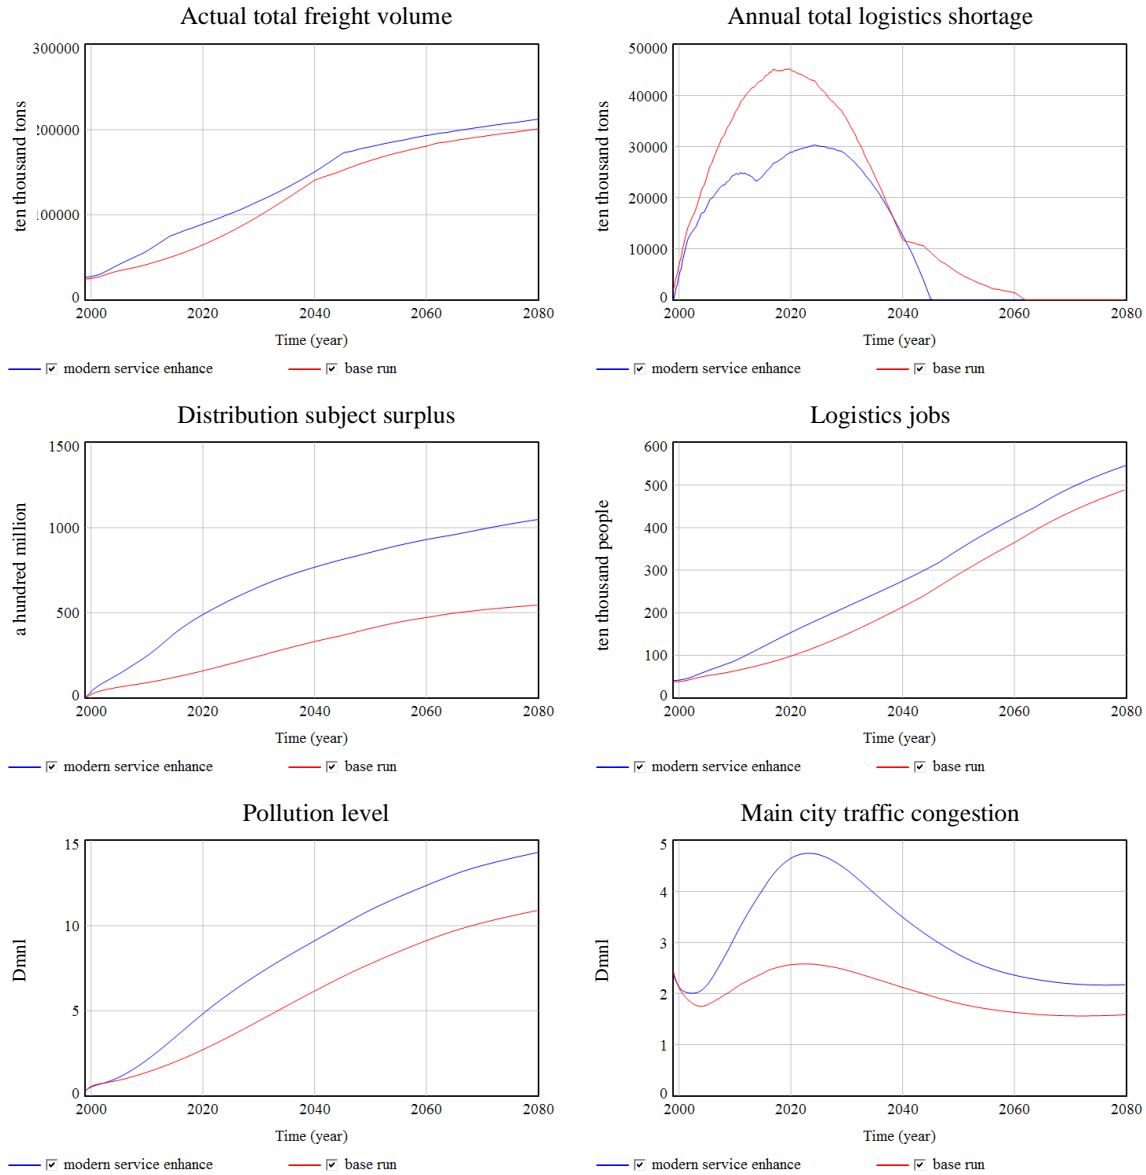 Actual total freight volume
300000
200000
100000
0
ten thousand tons
2000 2020 2040 2060 2080
Time (year)
modern service enhance base run
Annual total logistics shortage
50000
40000
30000
20000
10000
0
ten thousand tons
2000 2020 2040 2060 2080
Time (year)
modern service enhance base run
Distribution subject surplus
1500
1000
500
0
a hundred million
2000 2020 2040 2060 2080
Time (year)
modern service enhance base run
Logistics jobs
600
500
400
300
200
100
0
ten thousand people
2000 2020 2040 2060 2080
Time (year)
modern service enhance base run
Pollution level
15
10
5
0
Dmnl
2000 2020 2040 2060 2080
Time (year)
modern service enhance base run
Main city traffic congestion
5
4
3
2
1
0
Dmnl
2000 2020 2040 2060 2080
Time (year)
modern service enhance base run